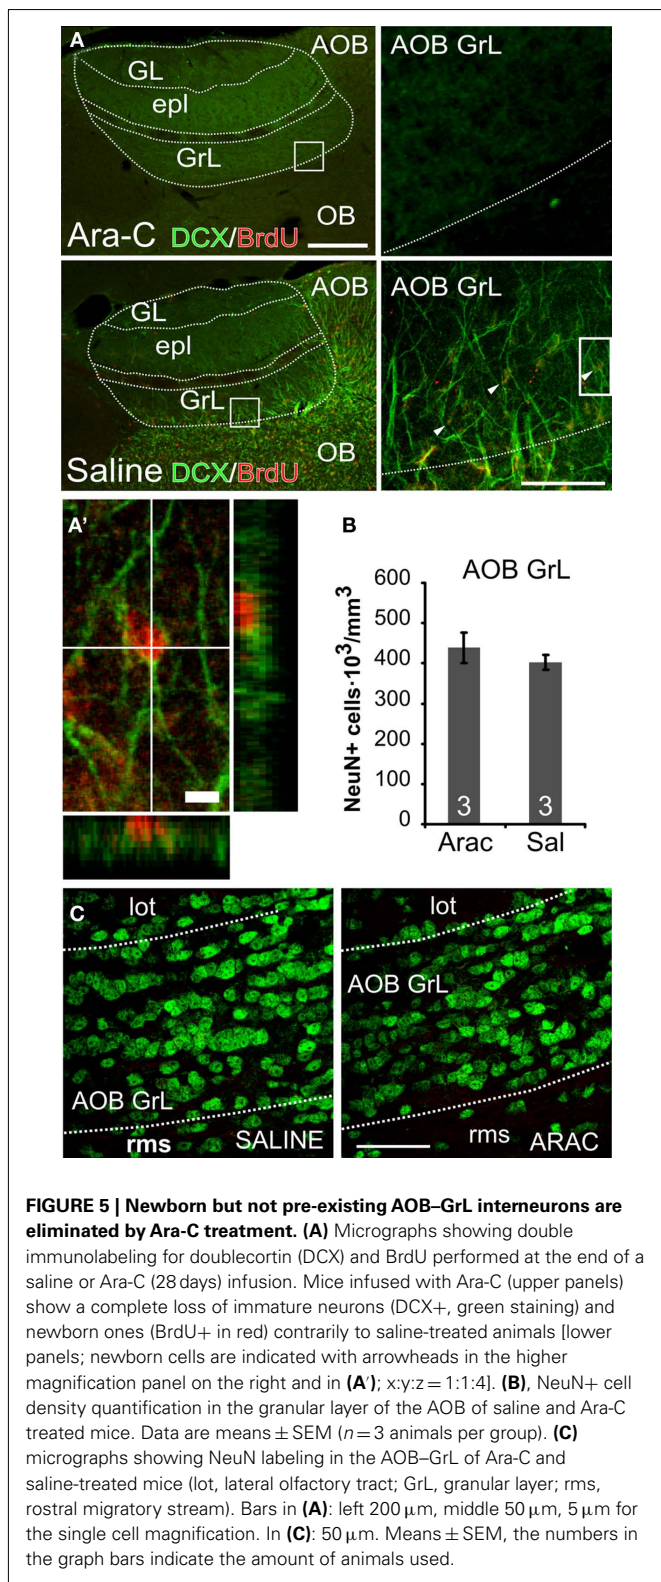 A AOB
GL
epl
GrL
OB
Ara-C DCX/BrdU
AOB GrL
AOB
GL
epl
GrL
OB
Saline DCX/BrdU
AOB GrL
A'
B
AOB GrL
NeuN+ cells·10^3/mm³
600
500
400
300
200
100
0
3
3
Arac
Sal
C lot
AOB GrL
rms
SALINE
lot
AOB GrL
rms
ARAC
FIGURE 5 | Newborn but not pre-existing AOB–GrL interneurons are
eliminated by Ara-C treatment. (A) Micrographs showing double
immunolabeling for doublecortin (DCX) and BrdU performed at the end of a
saline or Ara-C (28 days) infusion. Mice infused with Ara-C (upper panels)
show a complete loss of immature neurons (DCX+, green staining) and
newborn ones (BrdU+ in red) contrarily to saline-treated animals [lower
panels; newborn cells are indicated with arrowheads in the higher
magnification panel on the right and in (A′); x:y:z = 1:1:4]. (B), NeuN+ cell
density quantification in the granular layer of the AOB of saline and Ara-C
treated mice. Data are means ± SEM (n = 3 animals per group). (C)
micrographs showing NeuN labeling in the AOB–GrL of Ara-C and
saline-treated mice (lot, lateral olfactory tract; GrL, granular layer; rms,
rostral migratory stream). Bars in (A): left 200 μm, middle 50 μm, 5 μm for
the single cell magnification. In (C): 50 μm. Means ± SEM, the numbers in
the graph bars indicate the amount of animals used.